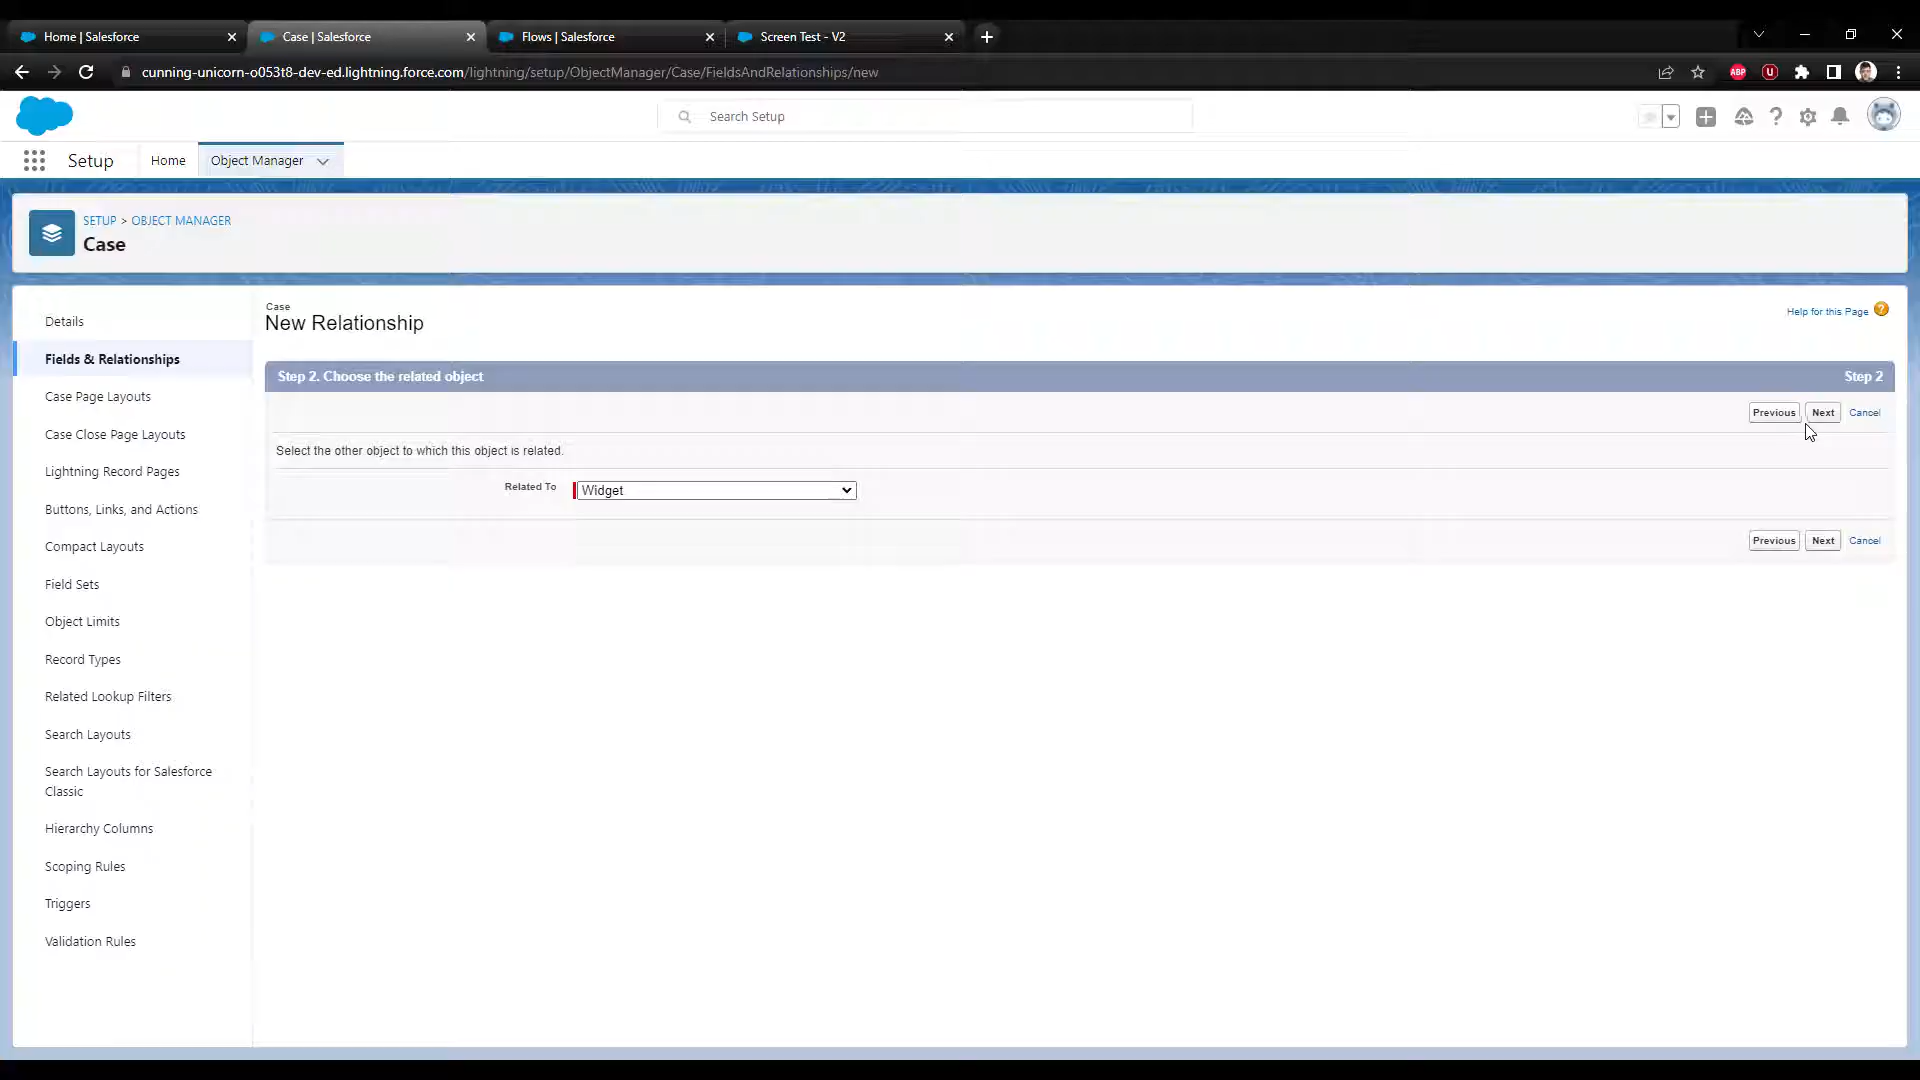 Home | Salesforce
Case | Salesforce
Flows | Salesforce
Screen Test - V2
cunning-unicorn-o053t8-dev-ed.lightning.force.com/lightning/setup/ObjectManager/Case/FieldsAndRelationships/new
ABP
U
Search Setup
Setup
Home
Object Manager
SETUP > OBJECT MANAGER
Case
Details
Fields & Relationships
Case Page Layouts
Case Close Page Layouts
Lightning Record Pages
Buttons, Links, and Actions
Compact Layouts
Field Sets
Object Limits
Record Types
Related Lookup Filters
Search Layouts
Search Layouts for Salesforce
Classic
Hierarchy Columns
Scoping Rules
Triggers
Validation Rules
Case
New Relationship
Help for this Page ?
Step 2. Choose the related object
Step 2
Previous Next Cancel
Select the other object to which this object is related.
Related To
Widget
Previous Next Cancel